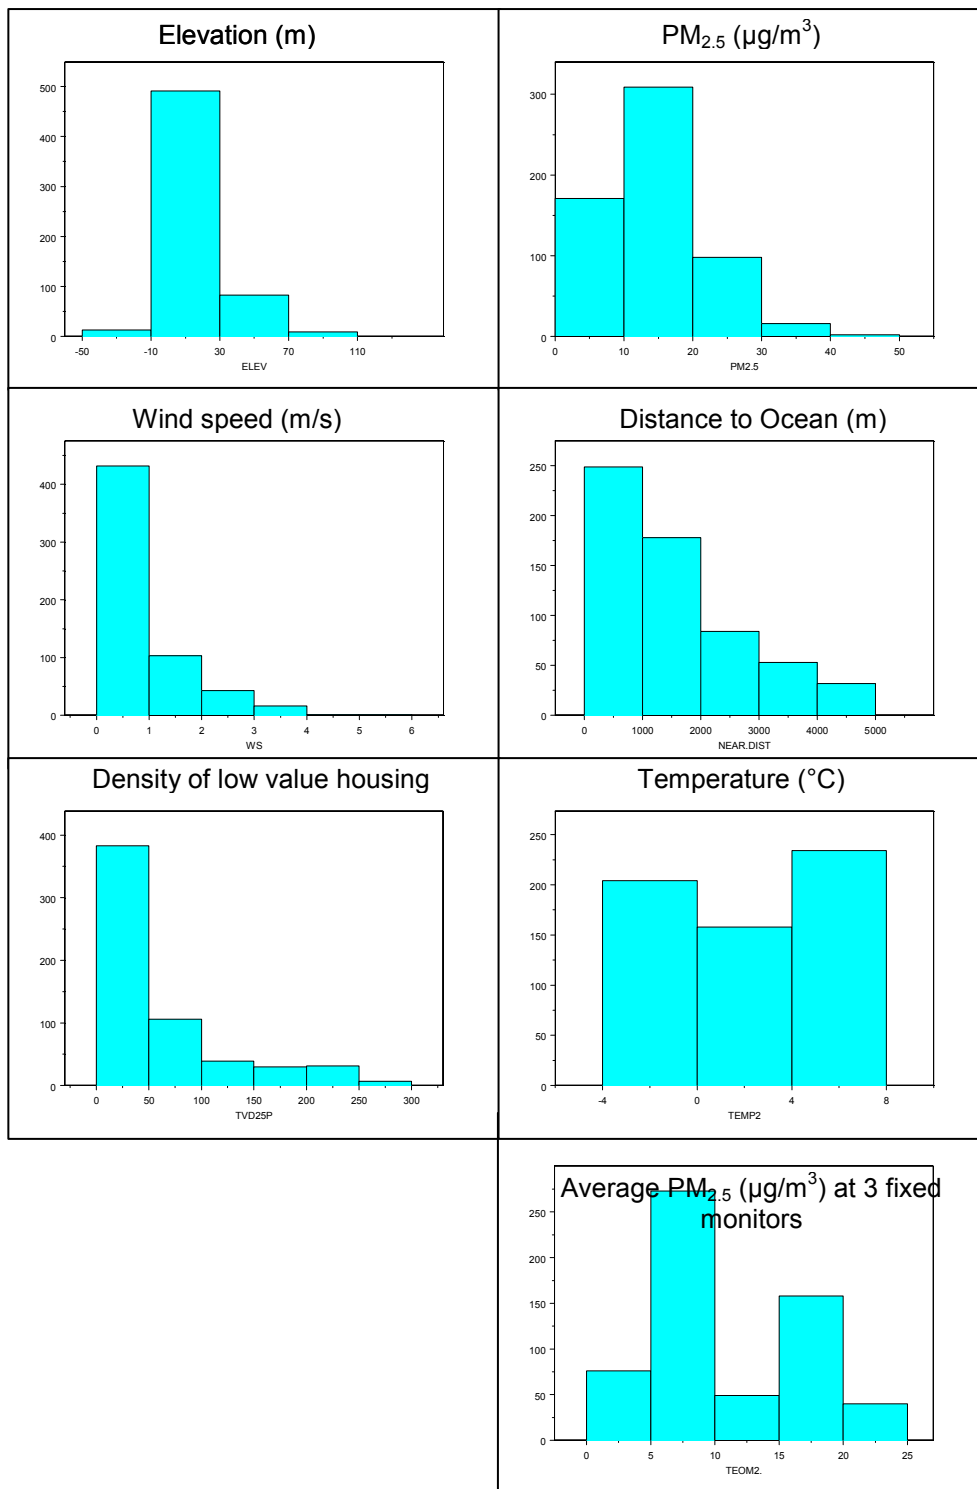 Elevation (m)
500
400
300
200
100
0
-50 -10 30 70 110
ELEV
PM2.5 (µg/m3)
300
200
100
0
0 10 20 30 40 50
PM2.5
Wind speed (m/s)
400
300
200
100
0
0 1 2 3 4 5 6
WS
Distance to Ocean (m)
250
200
150
100
50
0
0 1000 2000 3000 4000 5000
NEAR.DIST
Density of low value housing
400
300
200
100
0
0 50 100 150 200 250 300
TVD25P
Temperature (°C)
250
200
150
100
50
0
-4 0 4 8
TEMP2
Average PM2.5 (µg/m3) at 3 fixed
monitors
250
200
150
100
50
0
0 5 10 15 20 25
TEOM2.